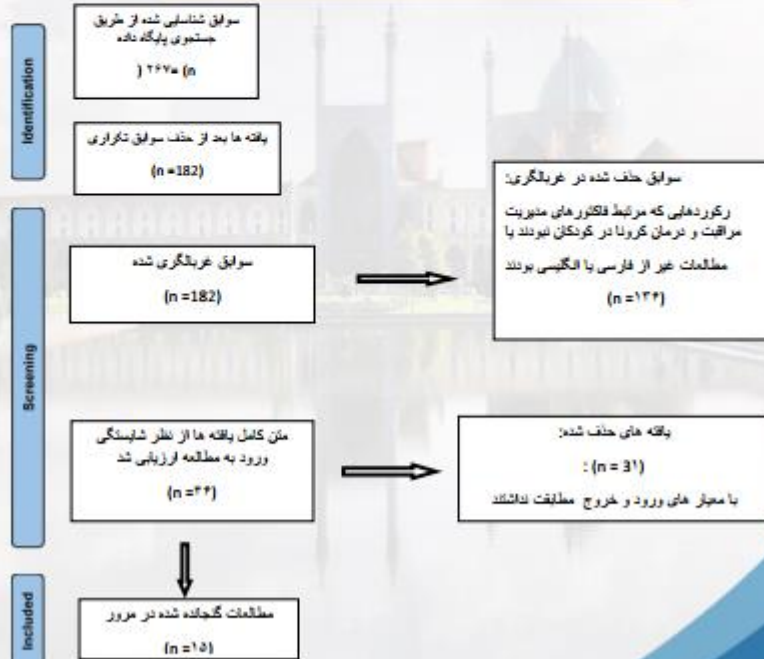 Identification
سوابق شناسایی شده از طریق
جستجوی پایگاه داده
(n =۲۶۷ )
یافته ها بعد از حذف سوابق تکراری
(n =182)
Screening
سوابق غربالگری شده
(n =182)
سوابق حذف شده در غربالگری:
رکوردهایی که مرتبط فاکتورهای مدیریت
مراقبت و درمان کرونا در کودکان نبودند یا
مطالعات غیر از فارسی یا انگلیسی بودند
(n =۱۳۶)
متن کامل یافته ها از نظر شایستگی
ورود به مطالعه ارزیابی شد
(n =۴۶)
یافته های حذف شده:
(n = 3۱) :
با معیار های ورود و خروج مطابقت نداشتند
Included
مطالعات گنجانده شده در مرور
(n =۱۵)